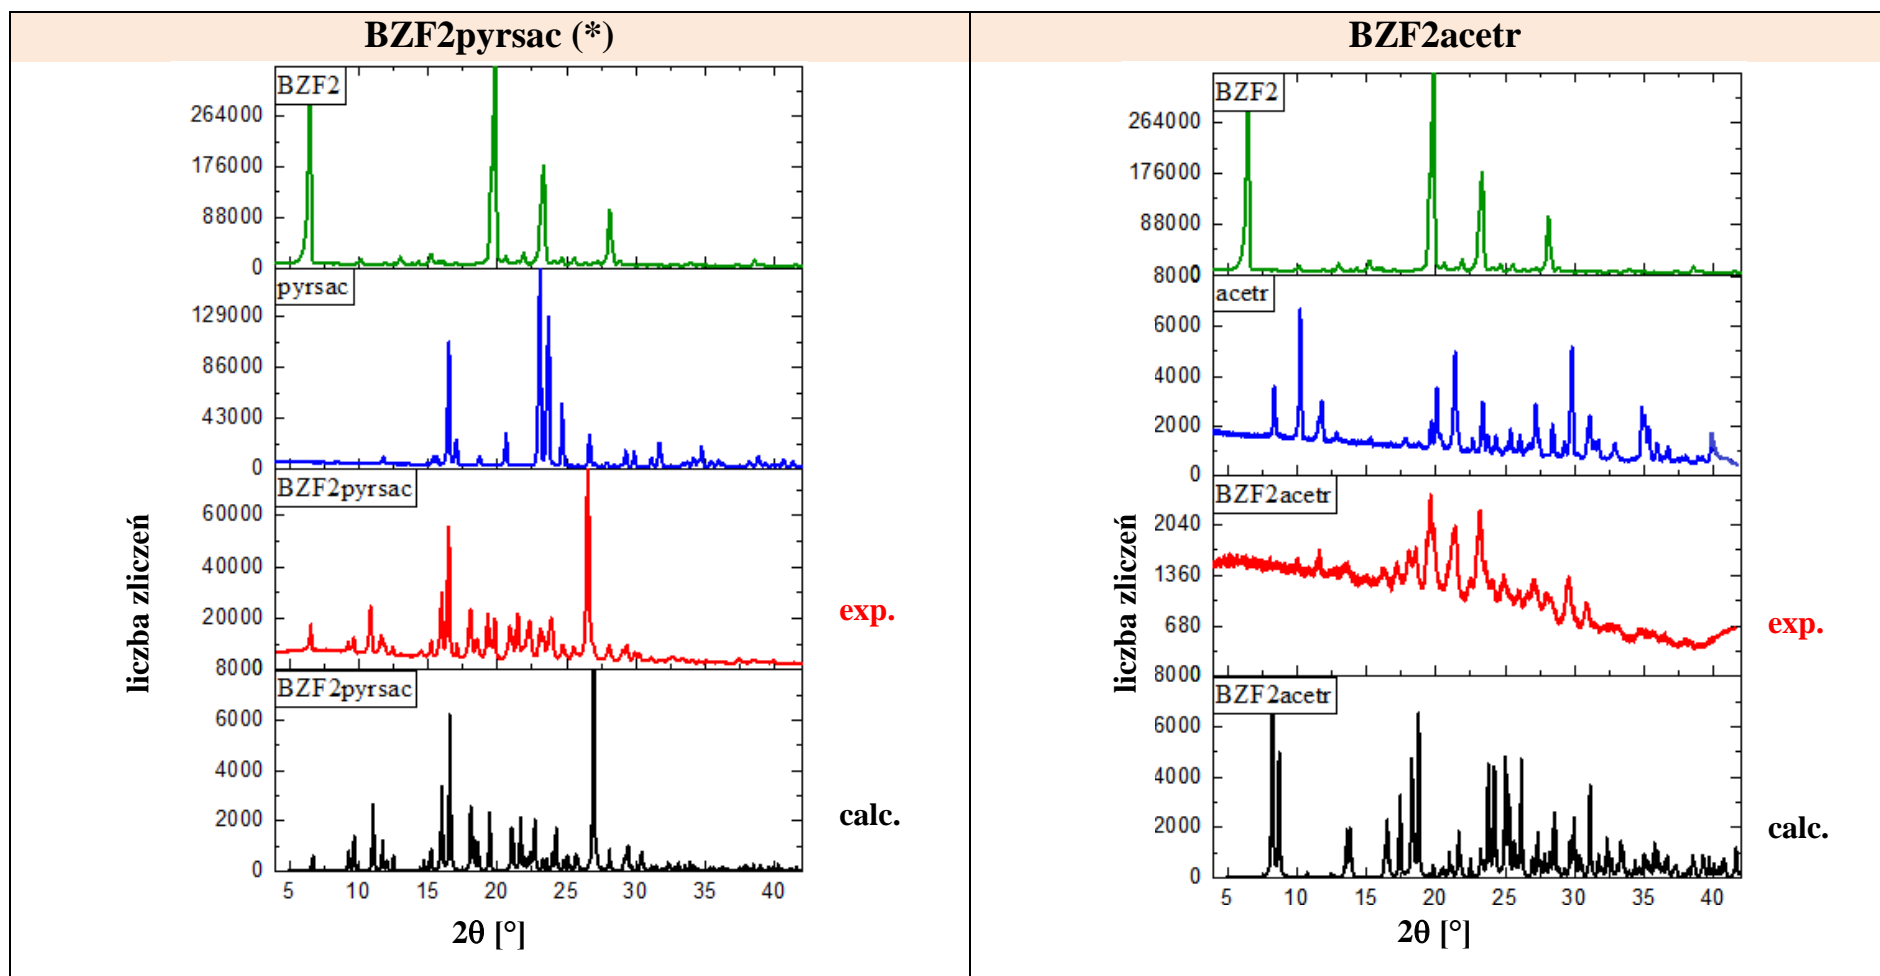 BZF2pyrsac (*)
BZF2acetr
BZF2
264000
176000
88000
0
pyrsac
129000
86000
43000
0
BZF2pyrsac
60000
40000
20000
8000
BZF2pyrsac
6000
4000
2000
0
5 10 15 20 25 30 35 40
2θ [°]
liczba zliczeń
exp.
calc.
BZF2
264000
176000
88000
0
8000
acetr
6000
4000
2000
0
BZF2acetr
2040
1360
680
8000
BZF2acetr
6000
4000
2000
0
5 10 15 20 25 30 35 40
2θ [°]
liczba zliczeń
exp.
calc.